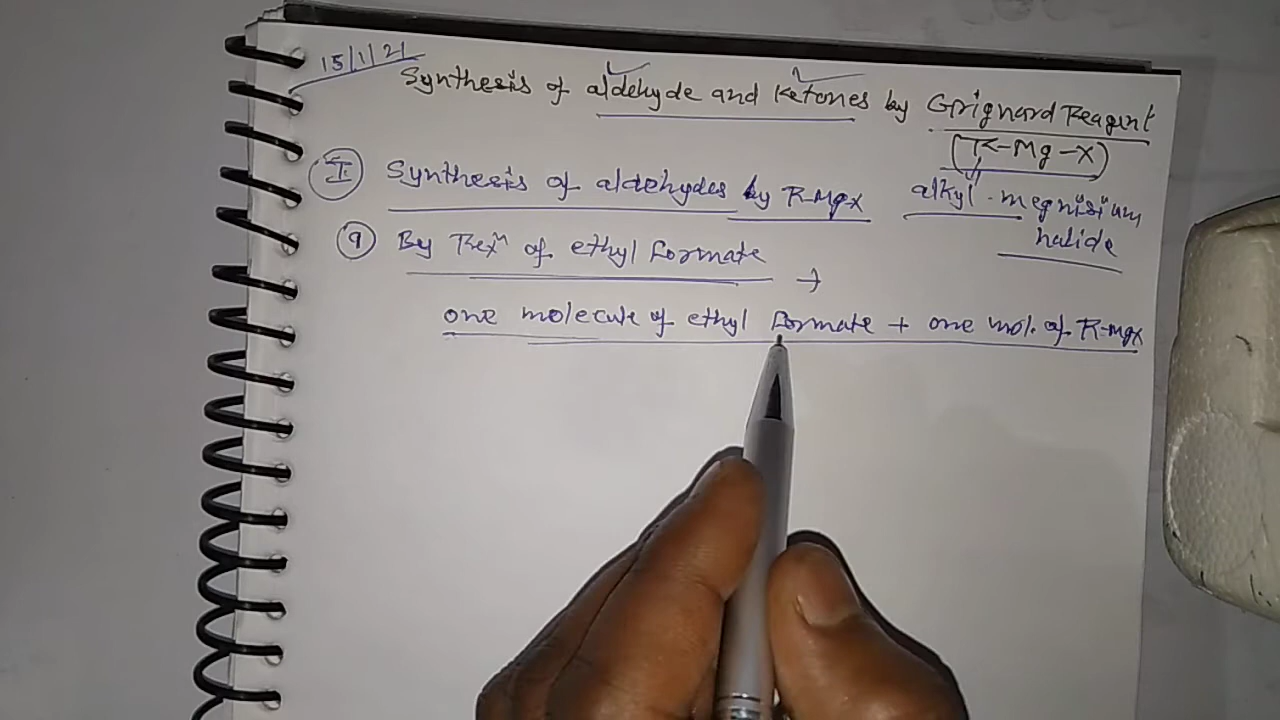 15/1/21
Synthesis of aldehyde and Ketones by Grignard Reagent
(R-Mg-X)
I Synthesis of aldehydes by R-Mgx
alkyl-megnisium
halide
a By Rexn of ethyl formate →
one molecule of ethyl formate + one mol. of R-Mgx